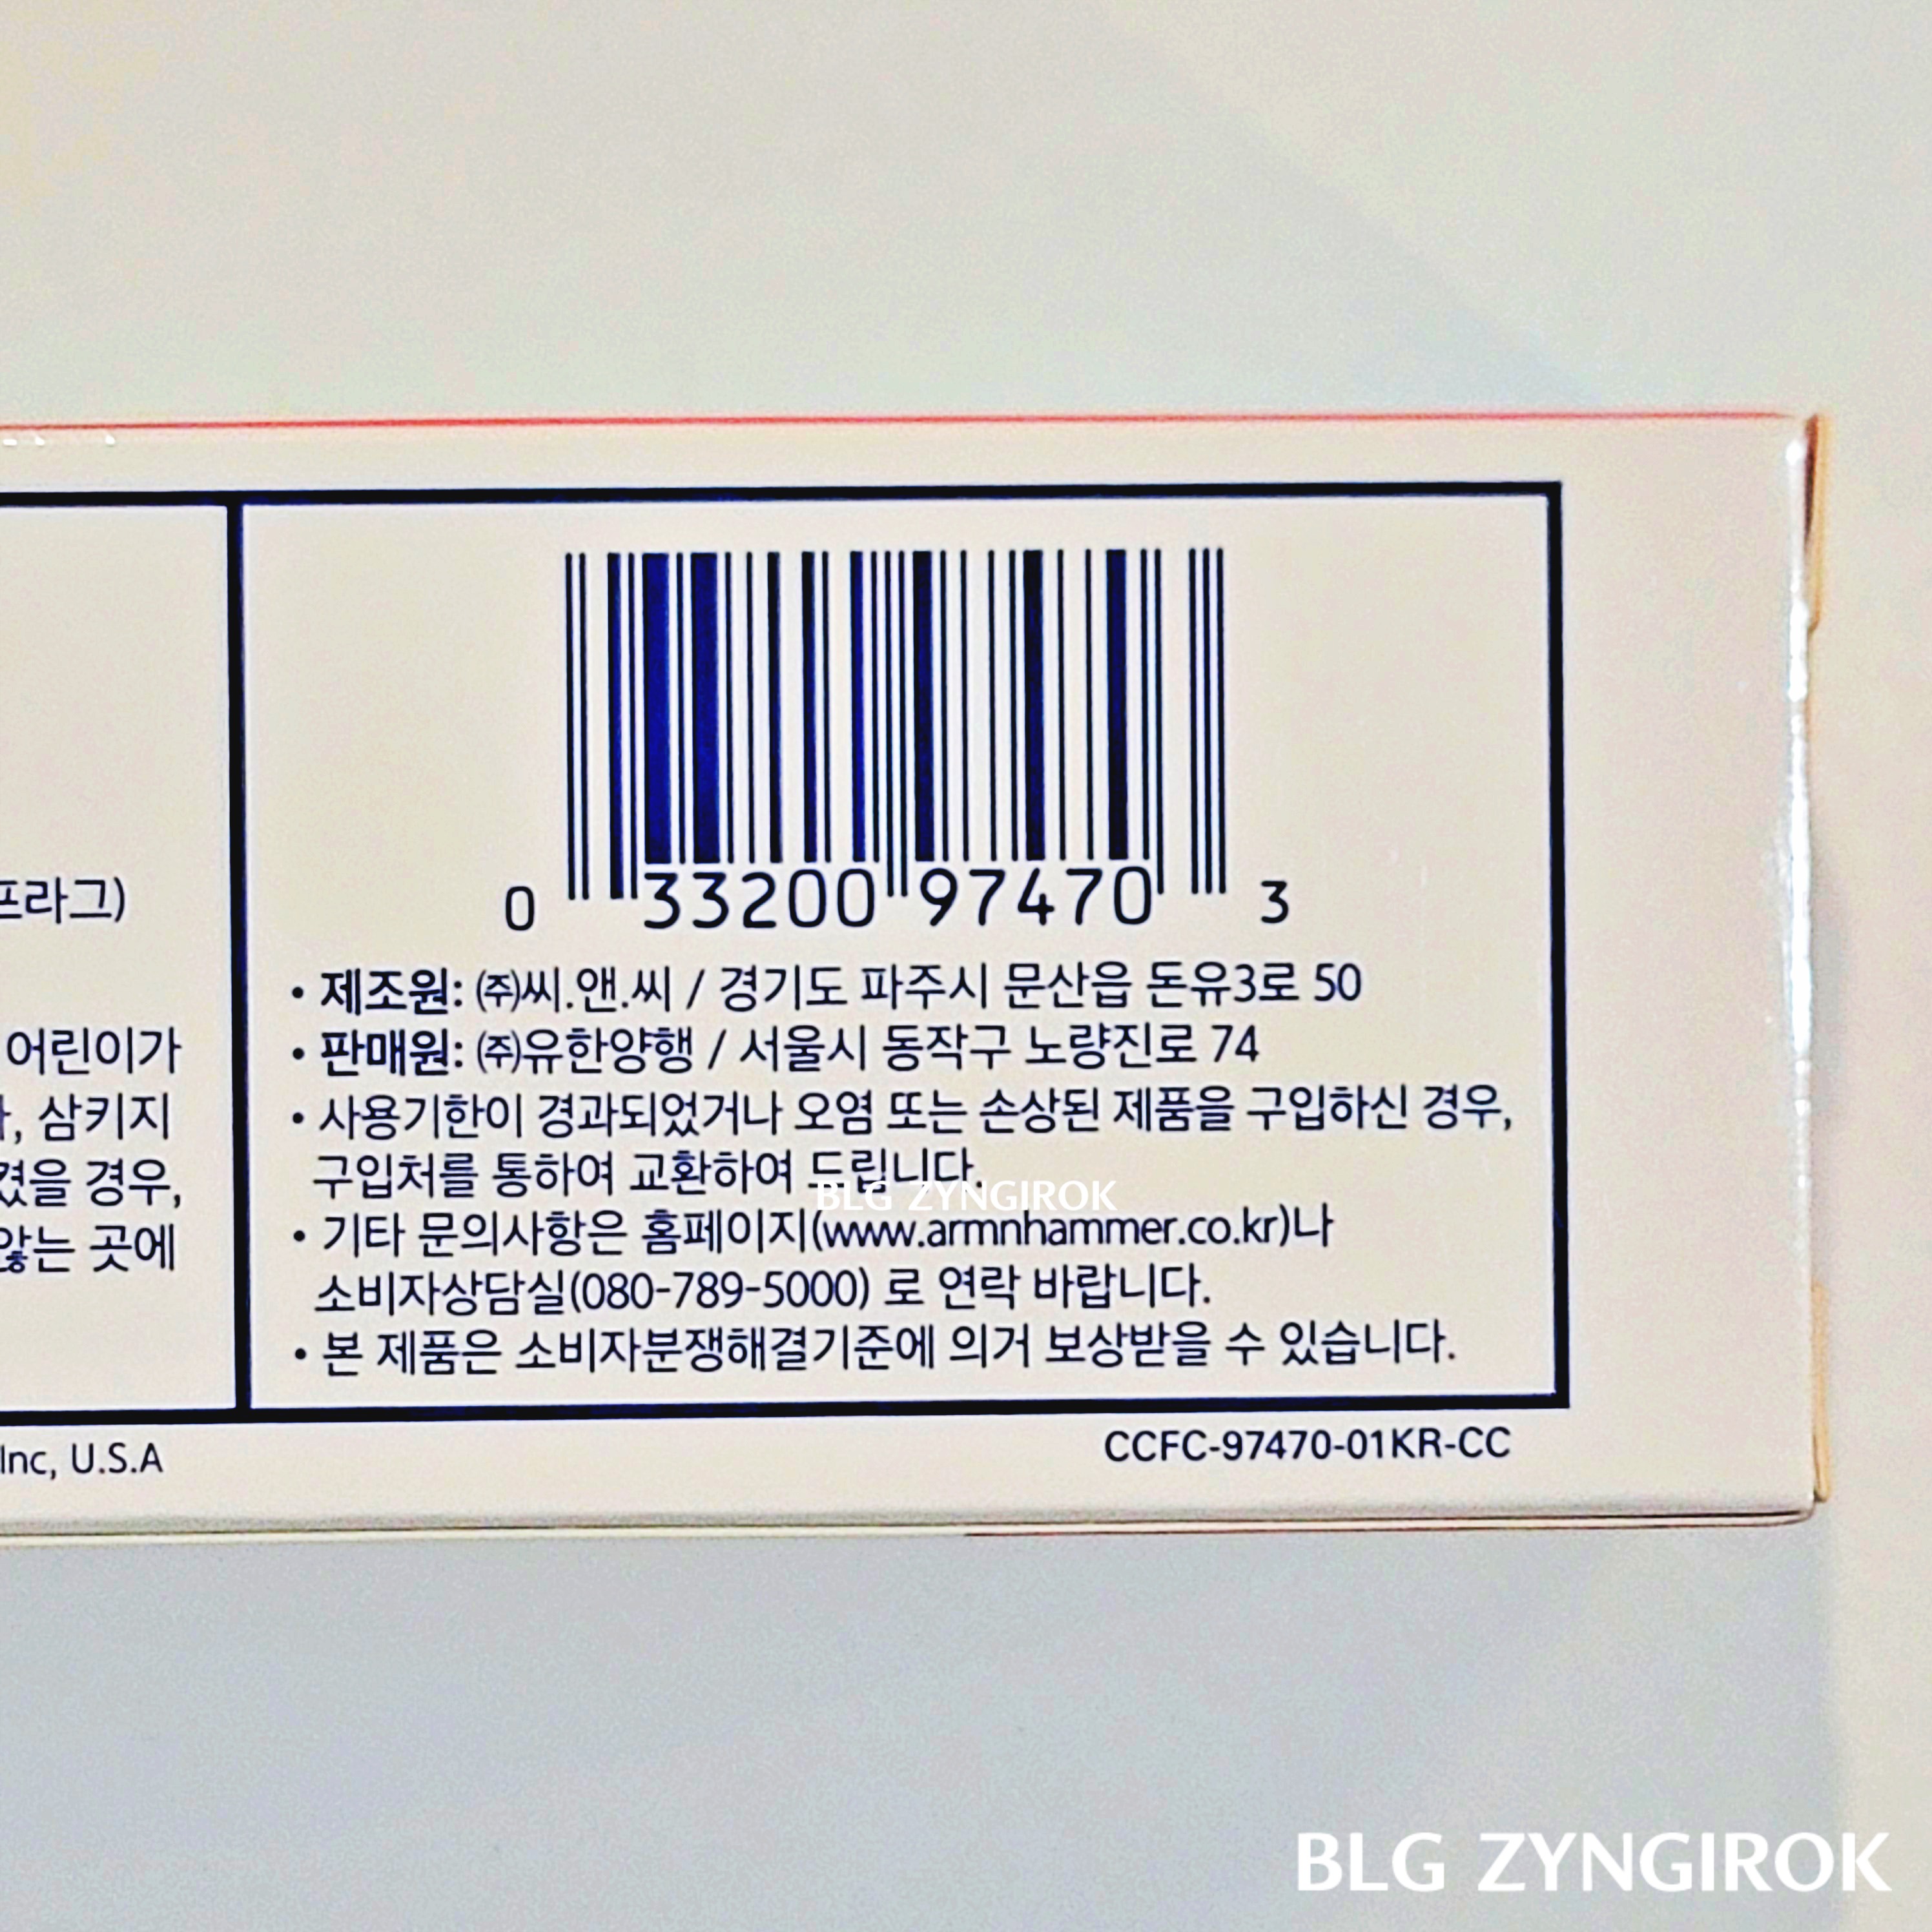 프라그)
어린이가
삼키지
경우,
않는 곳에
Inc, U.S.A
0 33200 97470 3
• 제조원: ㈜씨.앤.씨 / 경기도 파주시 문산읍 돈유3로 50
• 판매원: ㈜유한양행 / 서울시 동작구 노량진로 74
• 사용기한이 경과되었거나 오염 또는 손상된 제품을 구입하신 경우,
구입처를 통하여 교환하여 드립니다.
BLG ZYNGIROK
• 기타 문의사항은 홈페이지(www.armnhammer.co.kr)나
소비자상담실(080-789-5000) 로 연락 바랍니다.
• 본 제품은 소비자분쟁해결기준에 의거 보상받을 수 있습니다.
CCFC-97470-01KR-CC
BLG ZYNGIROK